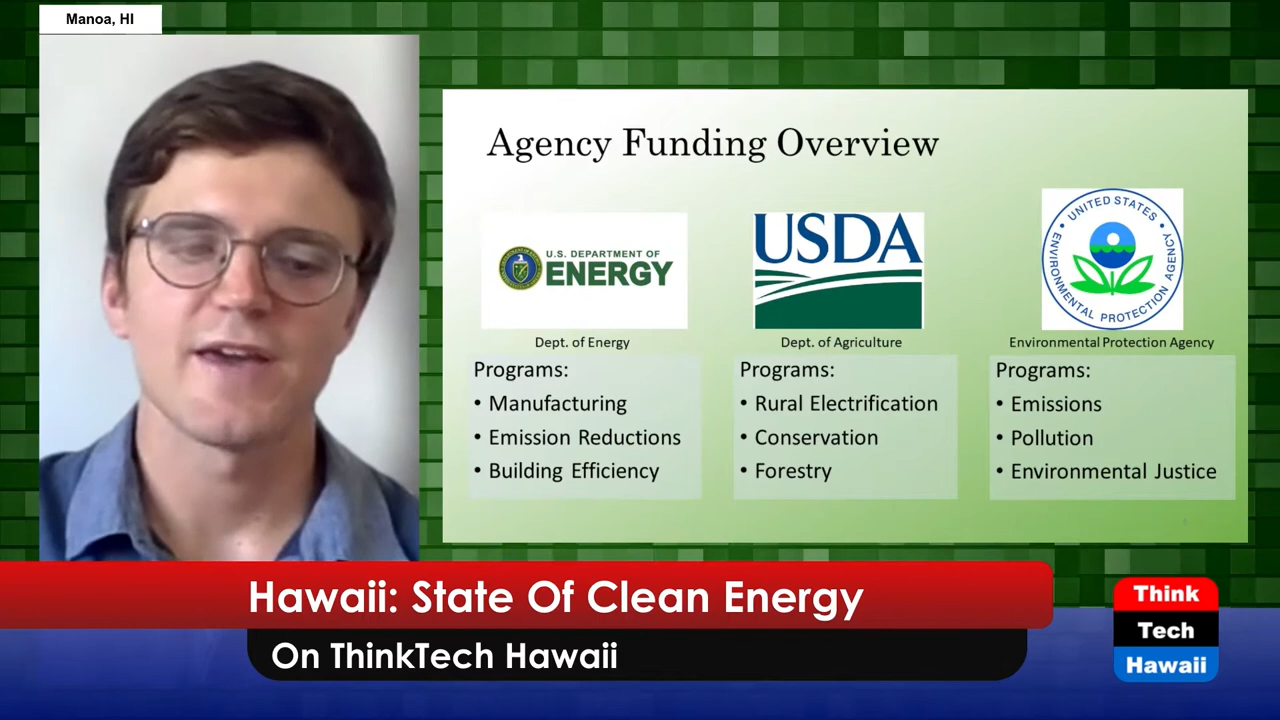 Manoa, HI
Agency Funding Overview
U.S. DEPARTMENT OF
ENERGY
USDA
UNITED STATES
ENVIRONMENTAL PROTECTION AGENCY
Dept. of Energy
Dept. of Agriculture
Environmental Protection Agency
Programs:
• Manufacturing
• Emission Reductions
• Building Efficiency
Programs:
• Rural Electrification
• Conservation
• Forestry
Programs:
• Emissions
• Pollution
• Environmental Justice
Hawaii: State Of Clean Energy
On ThinkTech Hawaii
Think
Tech
Hawaii